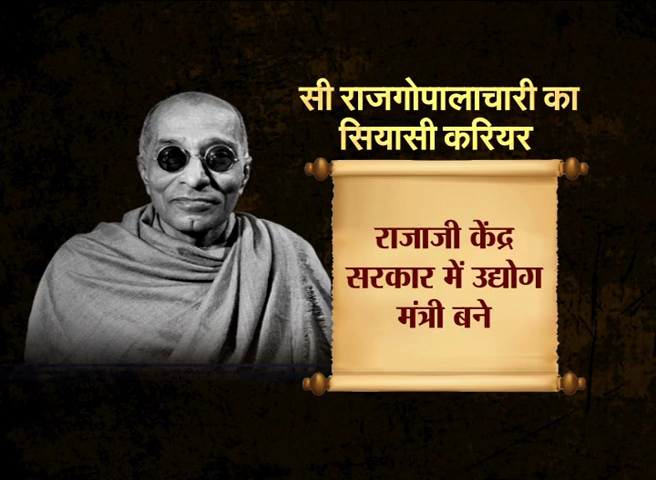 सी राजगोपालाचारी का
सियासी करियर
राजाजी केंद्र
सरकार में उद्योग
मंत्री बने